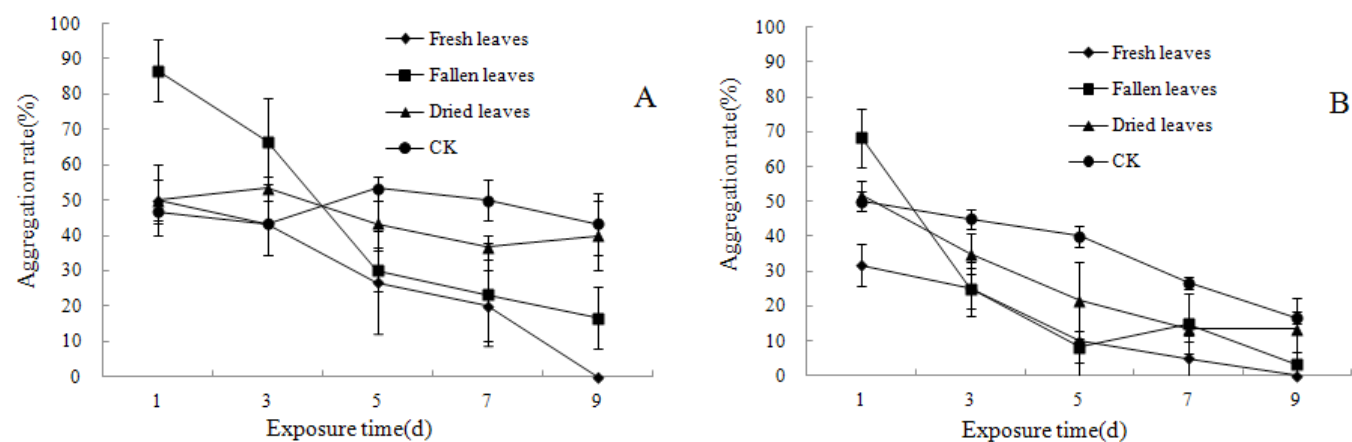 100
90
80
70
60
50
40
30
20
10
0
Aggregation rate(%)
Fresh leaves
Fallen leaves
Dried leaves
CK
A
1 3 5 7 9
Exposure time(d)
100
90
80
70
60
50
40
30
20
10
0
Aggregation rate(%)
Fresh leaves
Fallen leaves
Dried leaves
CK
B
1 3 5 7 9
Exposure time(d)